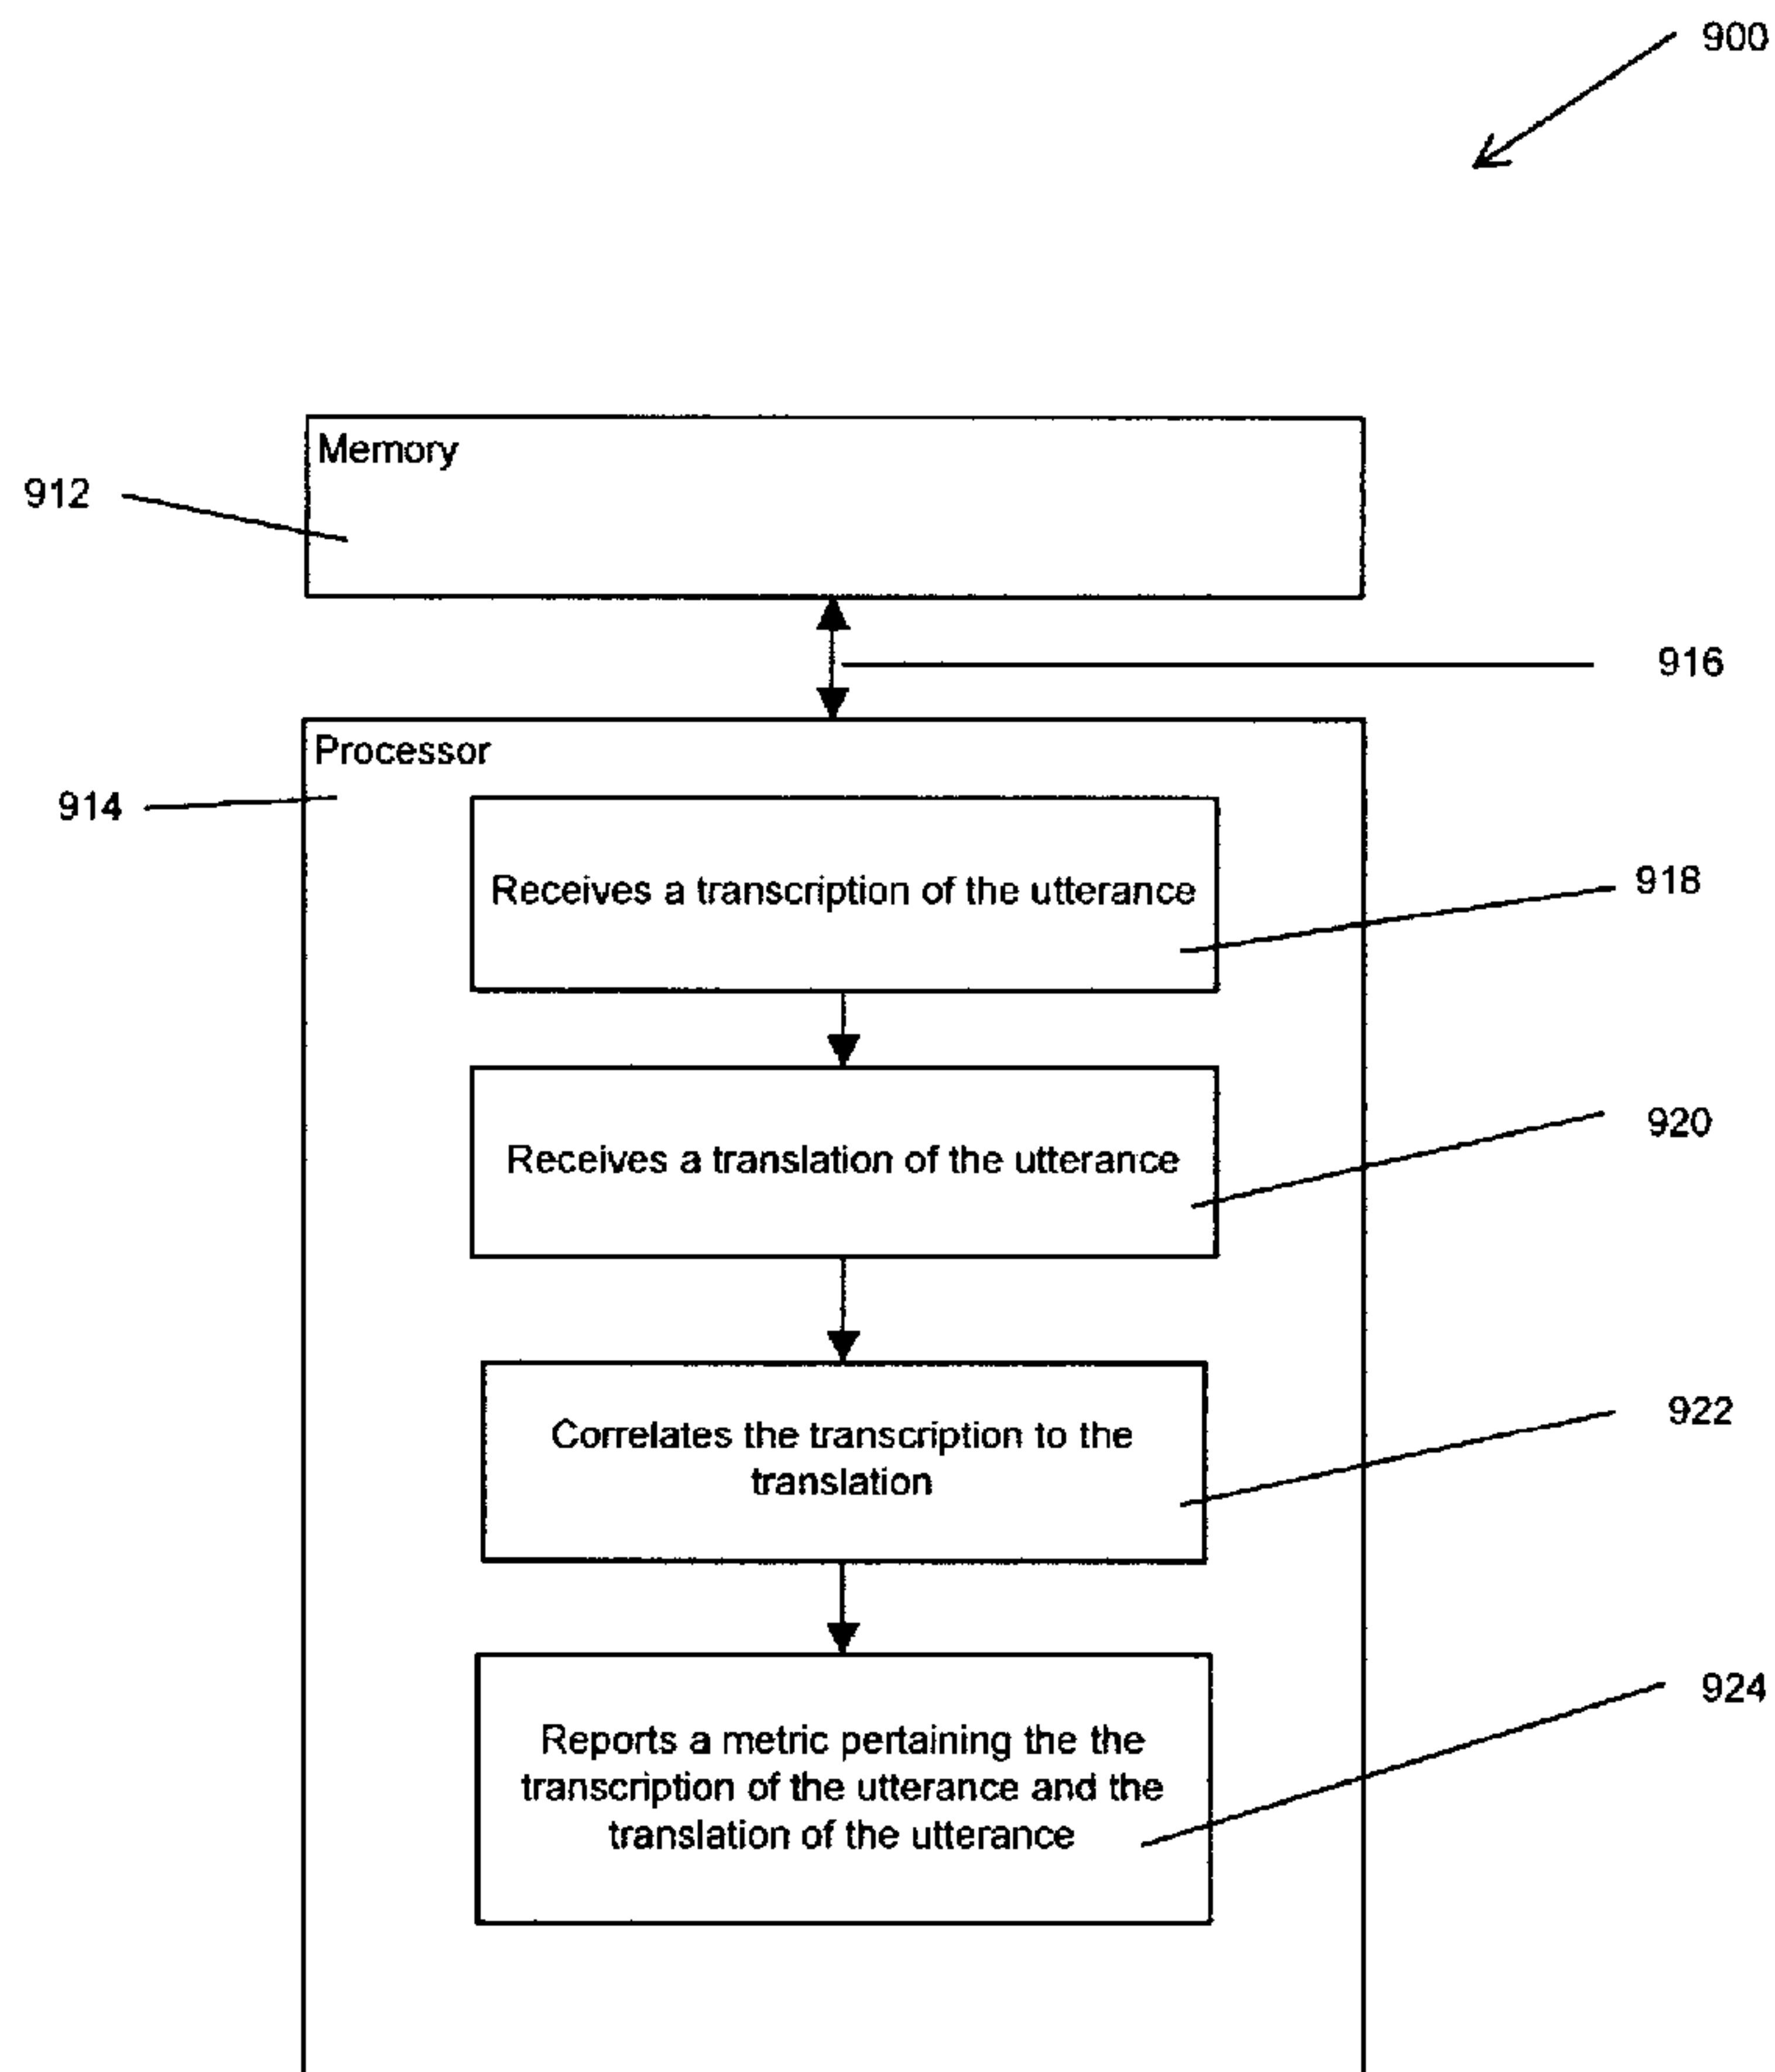 900
Memory
912
916
Processor
914
Receives a transcription of the utterance
918
Receives a translation of the utterance
920
Correlates the transcription to the
translation
922
Reports a metric pertaining the the
transcription of the utterance and the
translation of the utterance
924